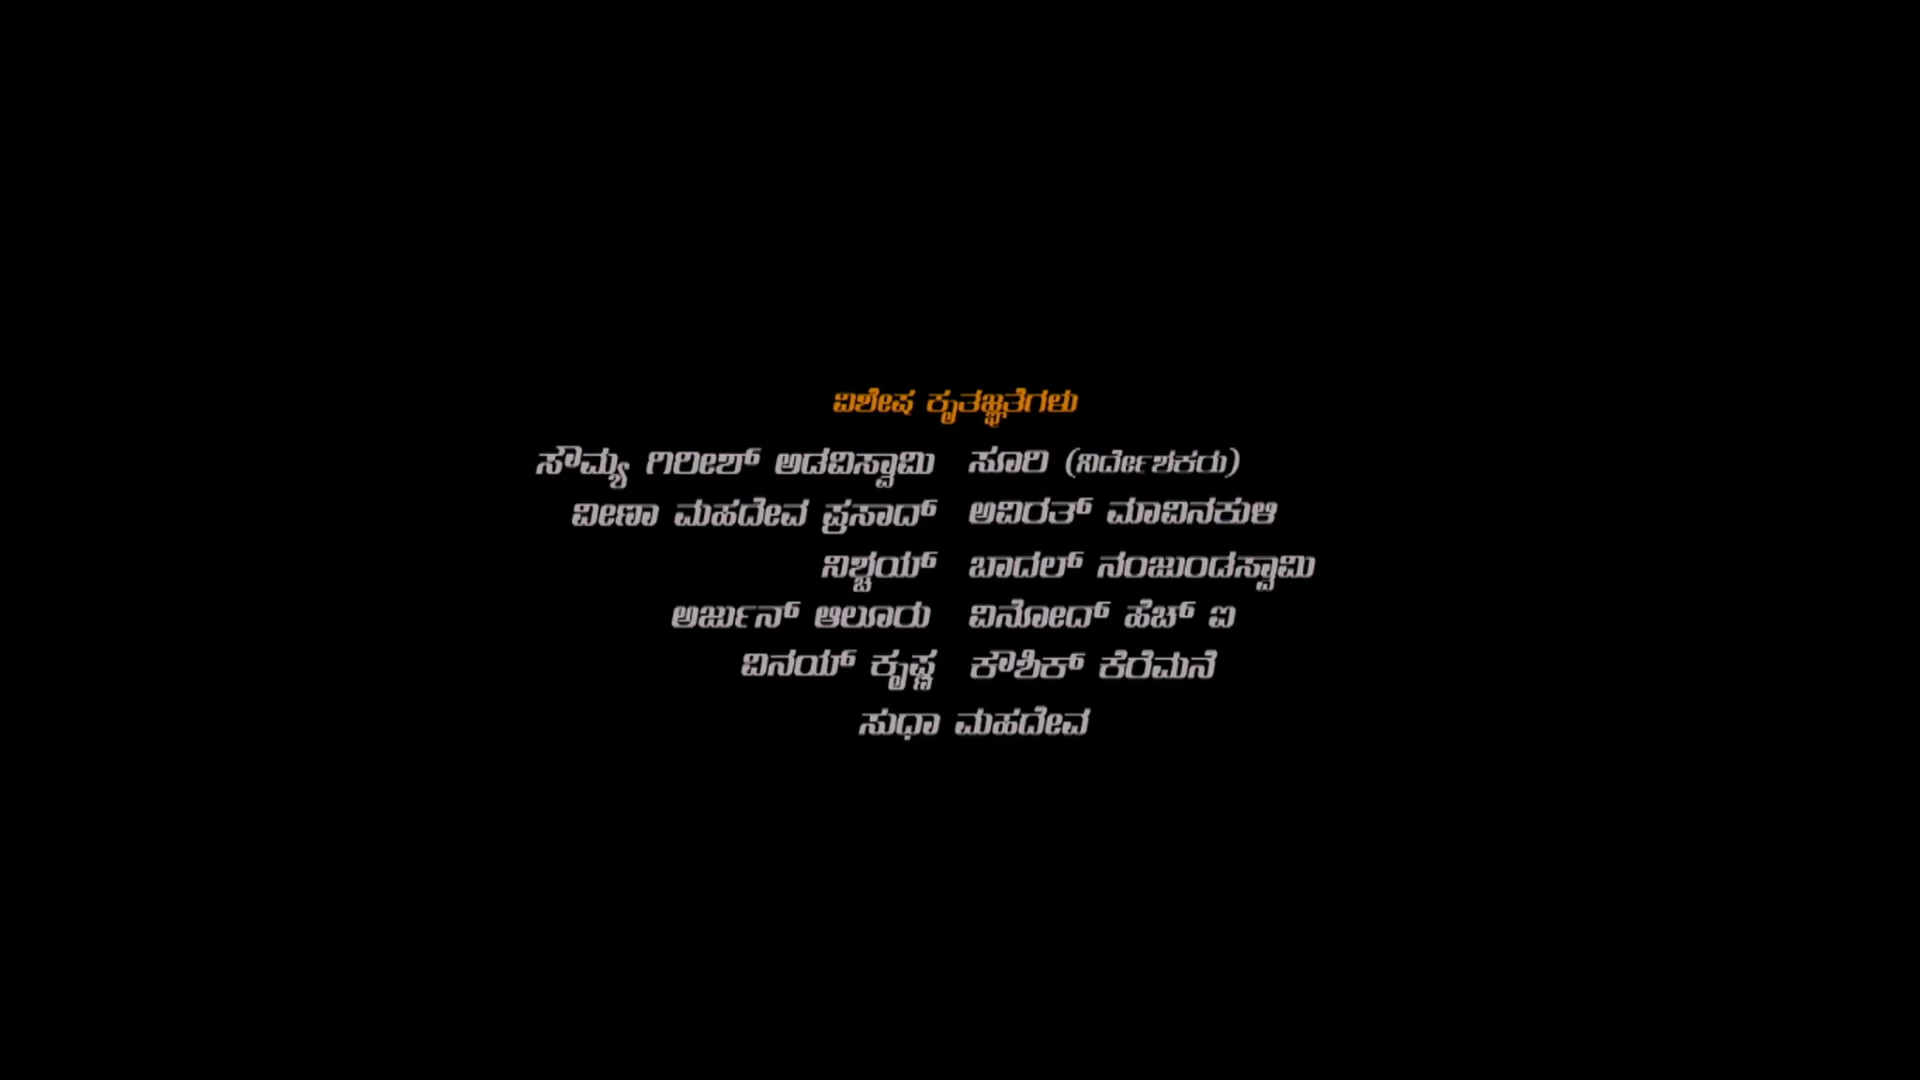 ವಿಶೇಷ ಕೃತಜ್ಞತೆಗಳು
ಸೌಮ್ಯ ಗಿರೀಶ್ ಅಡವಿಸ್ವಾಮಿ ಸೂರಿ (ನಿರ್ದೇಶಕರು)
ವೀಣಾ ಮಹದೇವ ಪ್ರಸಾದ್ ಅವಿರತ್ ಮಾವಿನಕುಳಿ
ನಿಶ್ಚಯ್ ಬಾದಲ್ ನಂಜುಂಡಸ್ವಾಮಿ
ಅರ್ಜುನ್ ಆಲೂರು ವಿನೋದ್ ಹೆಚ್ ಐ
ವಿನಯ್ ಕೃಷ್ಣ ಕೌಶಿಕ್ ಕೆರೆಮನೆ
ಸುಧಾ ಮಹದೇವ